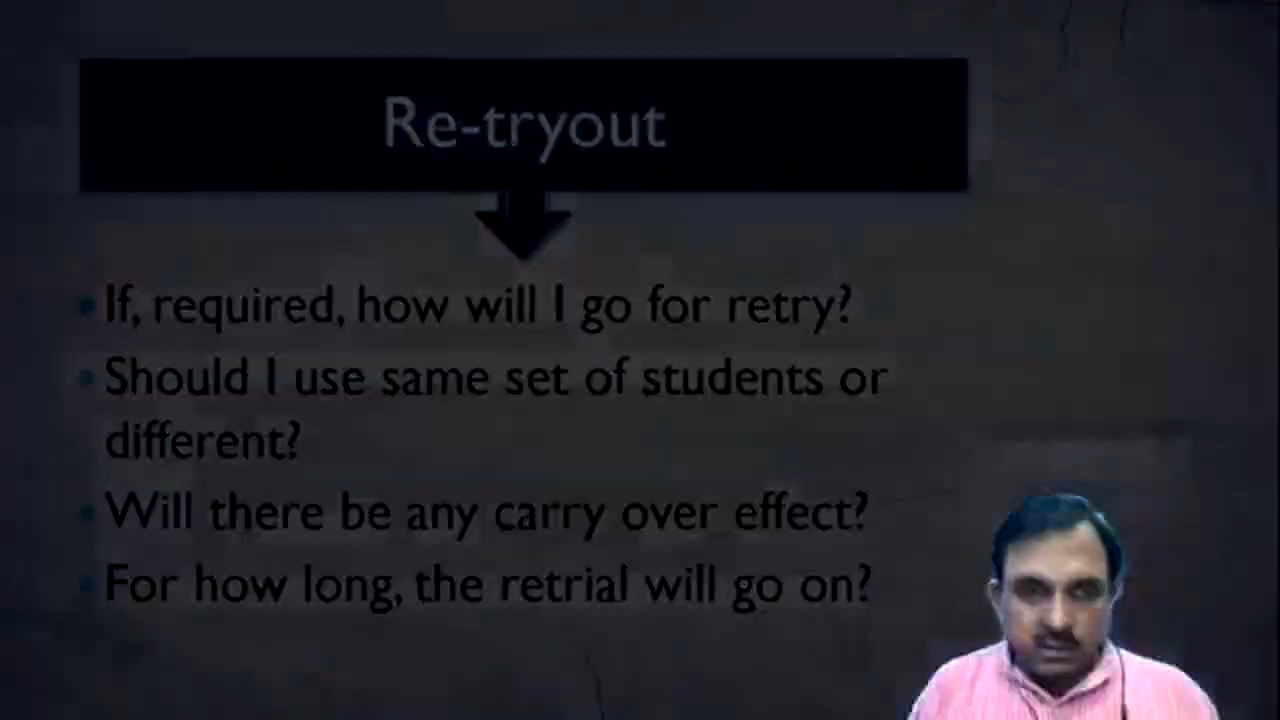 Re-tryout
If, required, how will I go for retry?
Should I use same set of students or
different?
Will there be any carry over effect?
For how long, the retrial will go on?